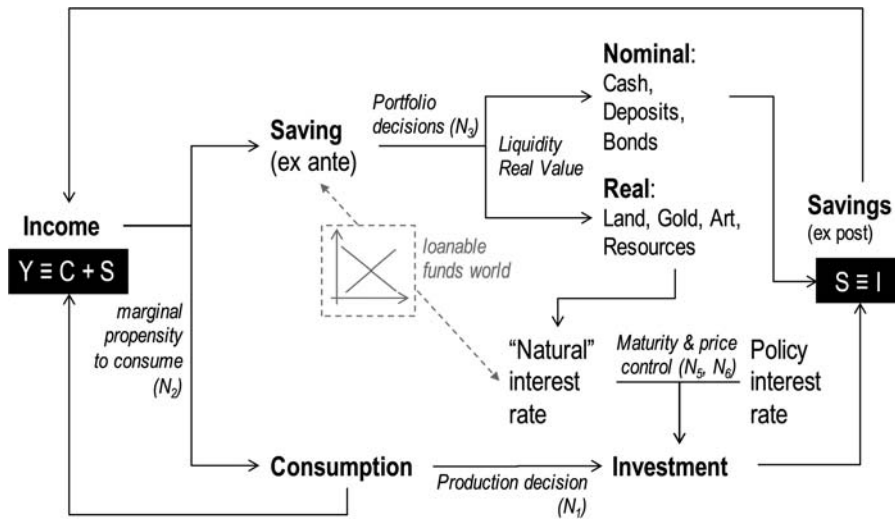 Nominal:
Cash,
Deposits,
Bonds
Portfolio
decisions (N₃)
Saving
(ex ante)
Liquidity
Real Value
Real:
Land, Gold, Art,
Resources
Savings
(ex post)
S ≡ I
Income
Y ≡ C + S
loanable
funds world
marginal
propensity
to consume
(N₂)
"Natural"
interest
rate
Maturity & price
control (N₅, N₆)
Policy
interest
rate
Consumption
Production decision
(N₁)
Investment